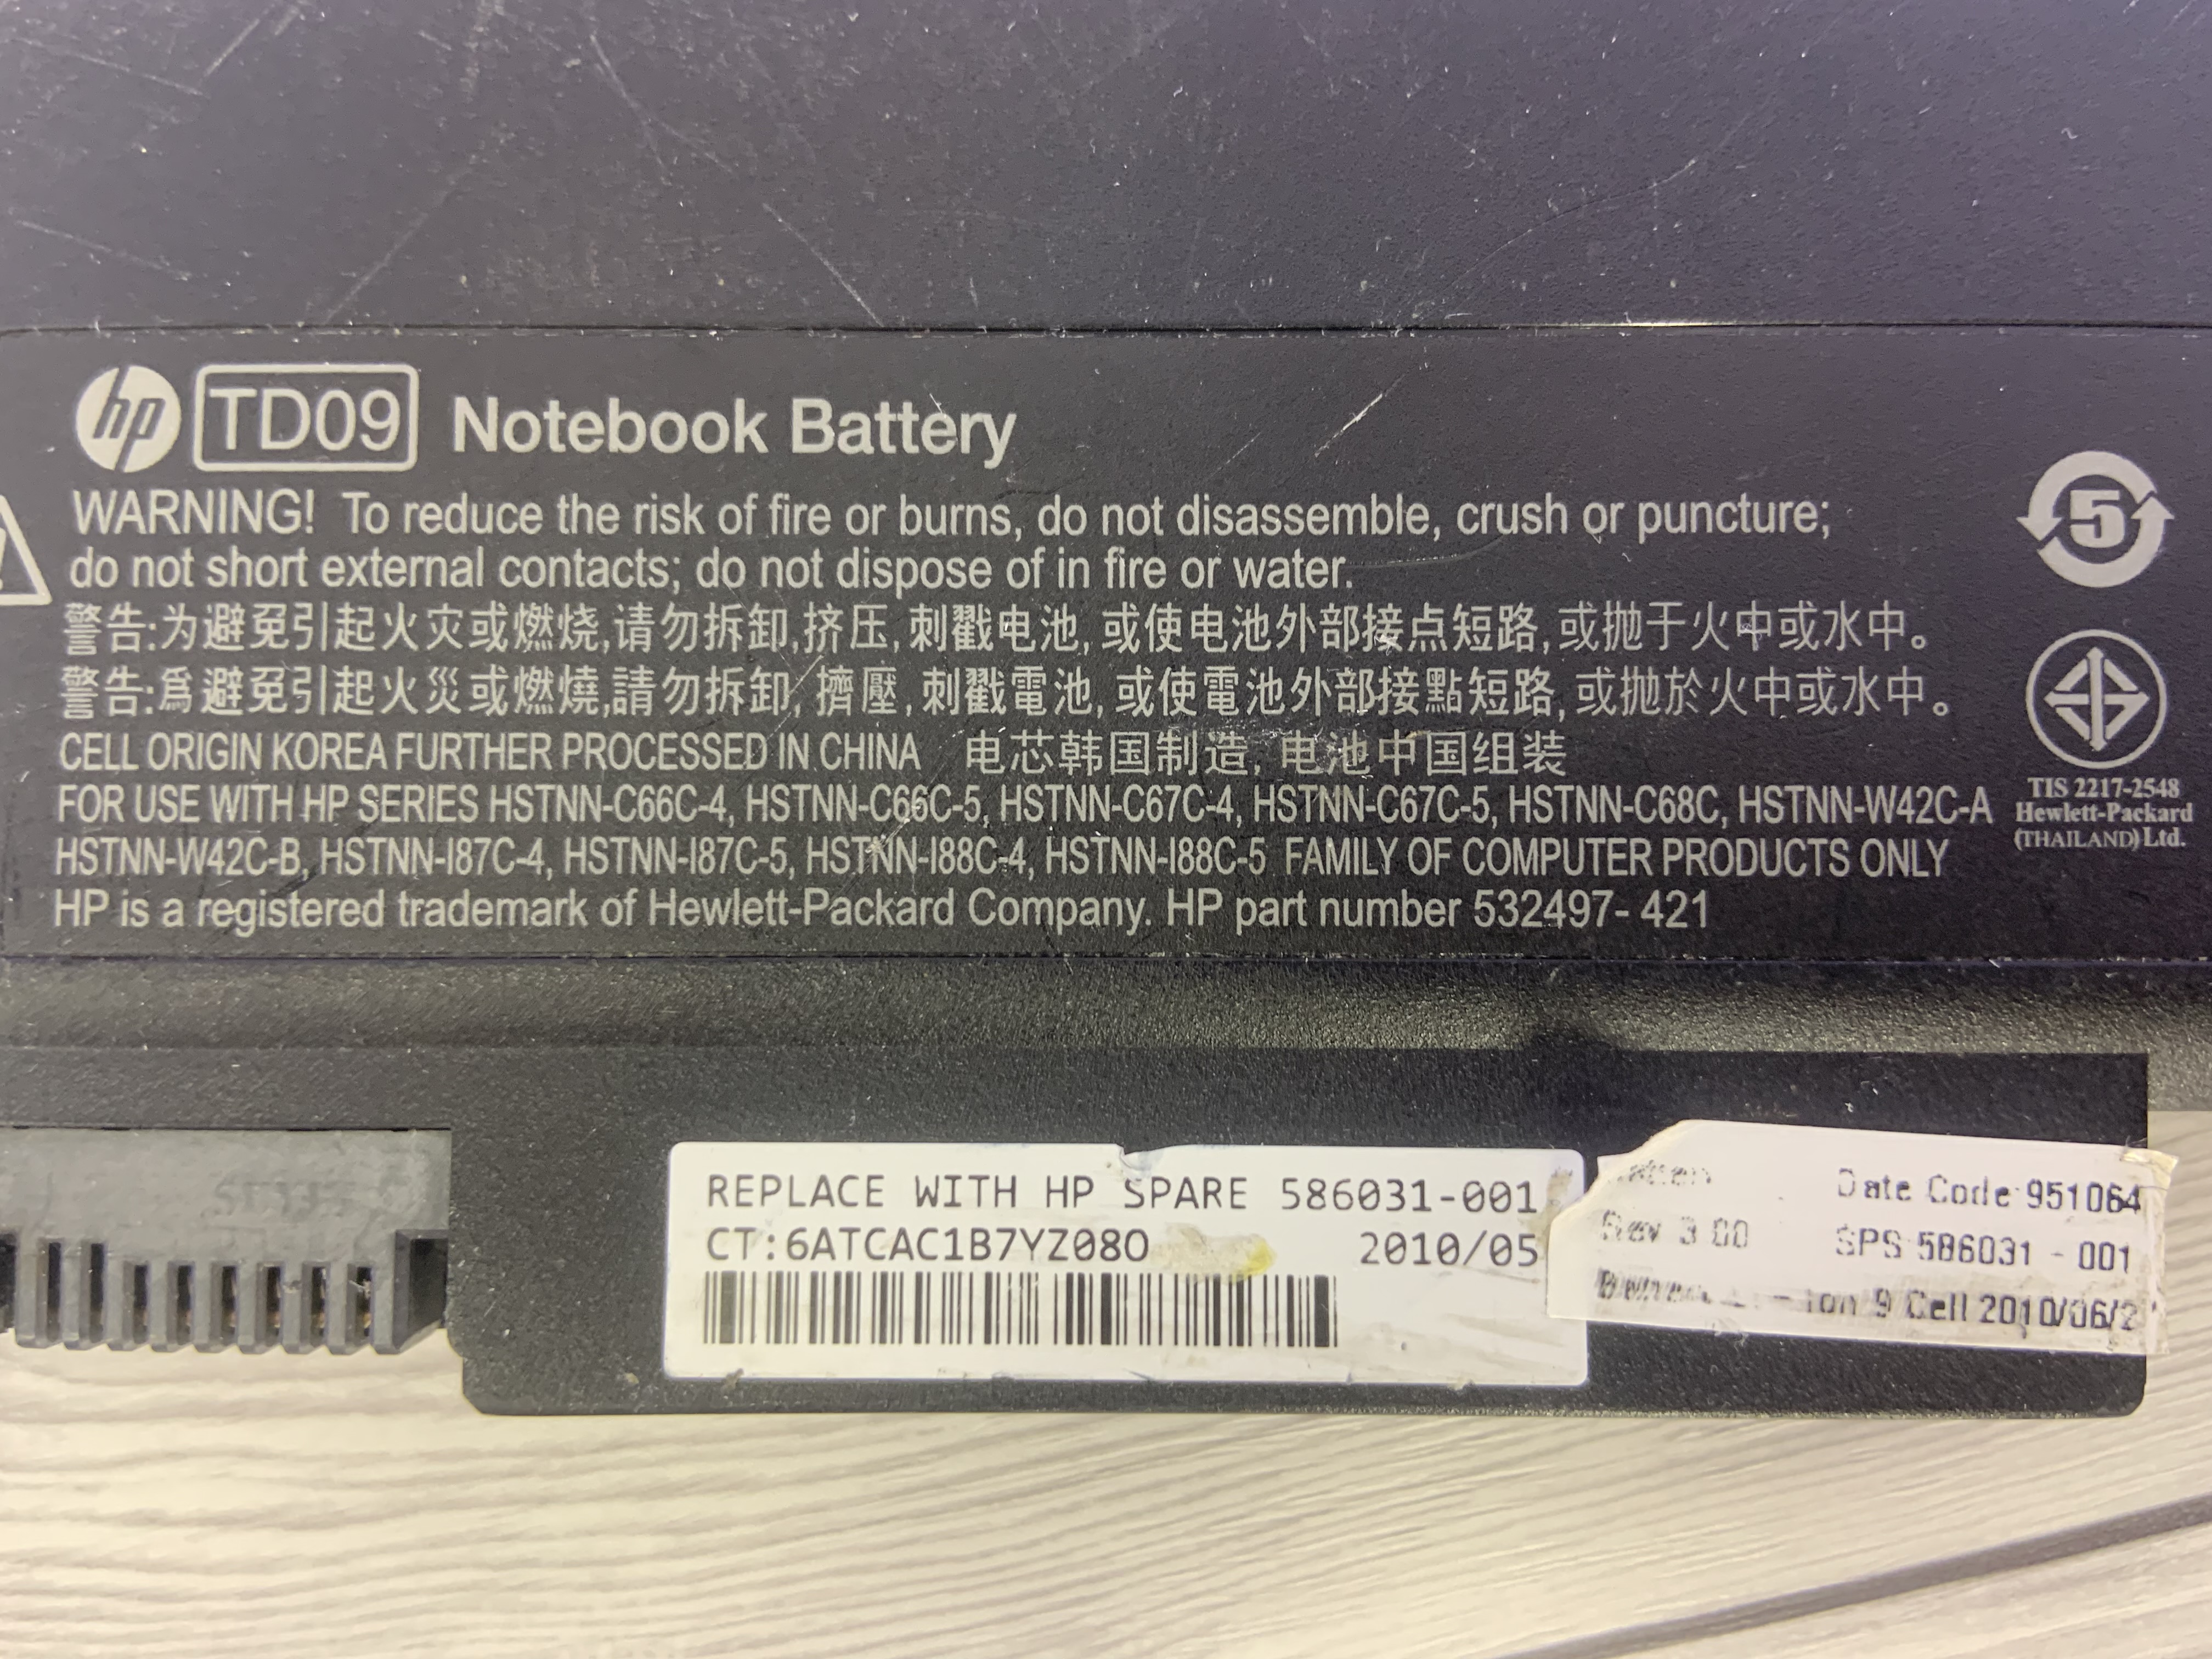 hp TD09 Notebook Battery
WARNING! To reduce the risk of fire or burns, do not disassemble, crush or puncture;
do not short external contacts; do not dispose of in fire or water.
警告:为避免引起火灾或燃烧,请勿拆卸,挤压,刺戳电池,或使电池外部接点短路,或抛于火中或水中。
警告:爲避免引起火災或燃燒,請勿拆卸,擠壓,刺戳電池,或使電池外部接點短路,或抛於火中或水中。
CELL ORIGIN KOREA FURTHER PROCESSED IN CHINA 电芯韩国制造, 电池中国组装
FOR USE WITH HP SERIES HSTNN-C66C-4, HSTNN-C66C-5, HSTNN-C67C-4, HSTNN-C67C-5, HSTNN-C68C, HSTNN-W42C-A
HSTNN-W42C-B, HSTNN-I87C-4, HSTNN-I87C-5, HSTNN-I88C-4, HSTNN-I88C-5 FAMILY OF COMPUTER PRODUCTS ONLY
HP is a registered trademark of Hewlett-Packard Company. HP part number 532497- 421
5
TIS 2217-2548
Hewlett-Packard
(THAILAND) Ltd.
REPLACE WITH HP SPARE 586031-001
CT:6ATCAC1B7YZ08O
2010/05
Date Code 951064
Rev 3.00 SPS 586031 - 001
9 Cell 2010/06/2